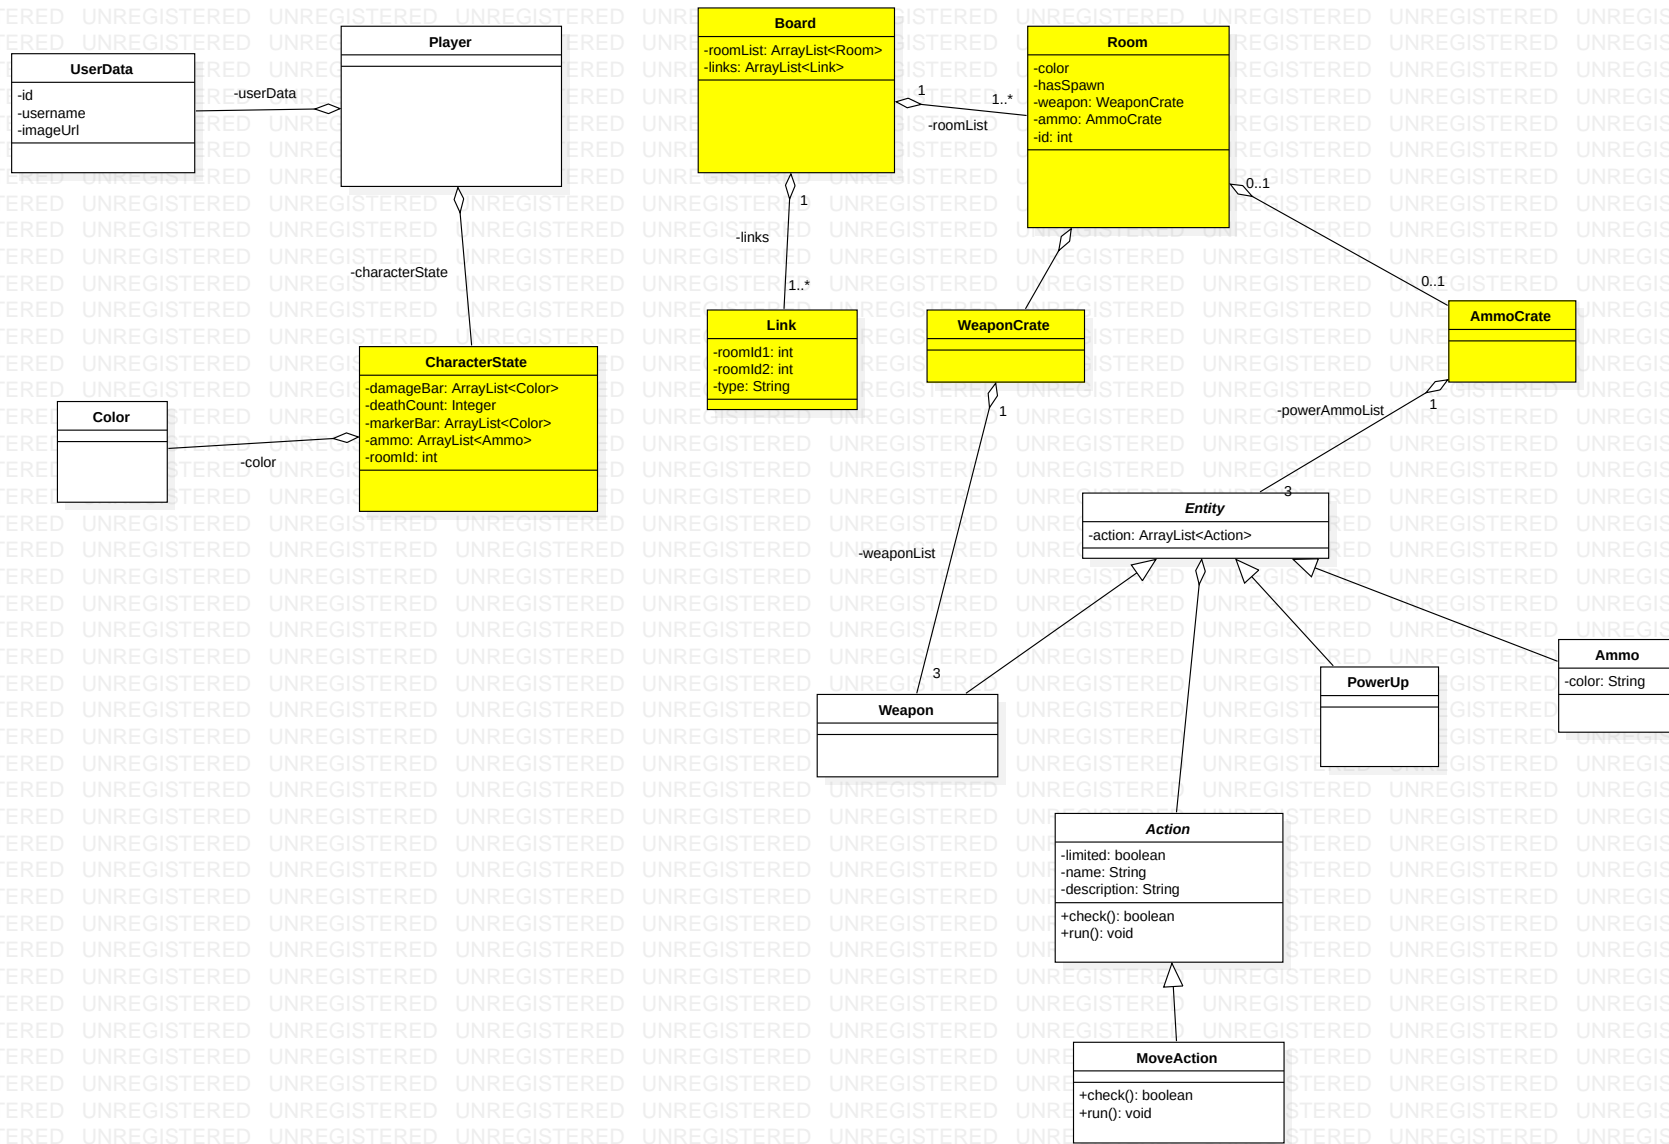 UserData
-id
-username
-imageUrl
-userData
Player
-characterState
CharacterState
-damageBar: ArrayList<Color>
-deathCount: Integer
-markerBar: ArrayList<Color>
-ammo: ArrayList<Ammo>
-roomId: int
Color
-color
Board
-roomList: ArrayList<Room>
-links: ArrayList<Link>
1
1..*
-roomList
Room
-color
-hasSpawn
-weapon: WeaponCrate
-ammo: AmmoCrate
-id: int
1
-links
1..*
Link
-roomId1: int
-roomId2: int
-type: String
WeaponCrate
0..1
0..1
AmmoCrate
1
-weaponList
3
-powerAmmoList
1
3
Entity
-action: ArrayList<Action>
Weapon
PowerUp
Ammo
-color: String
Action
-limited: boolean
-name: String
-description: String
+check(): boolean
+run(): void
MoveAction
+check(): boolean
+run(): void
UNREGISTERED